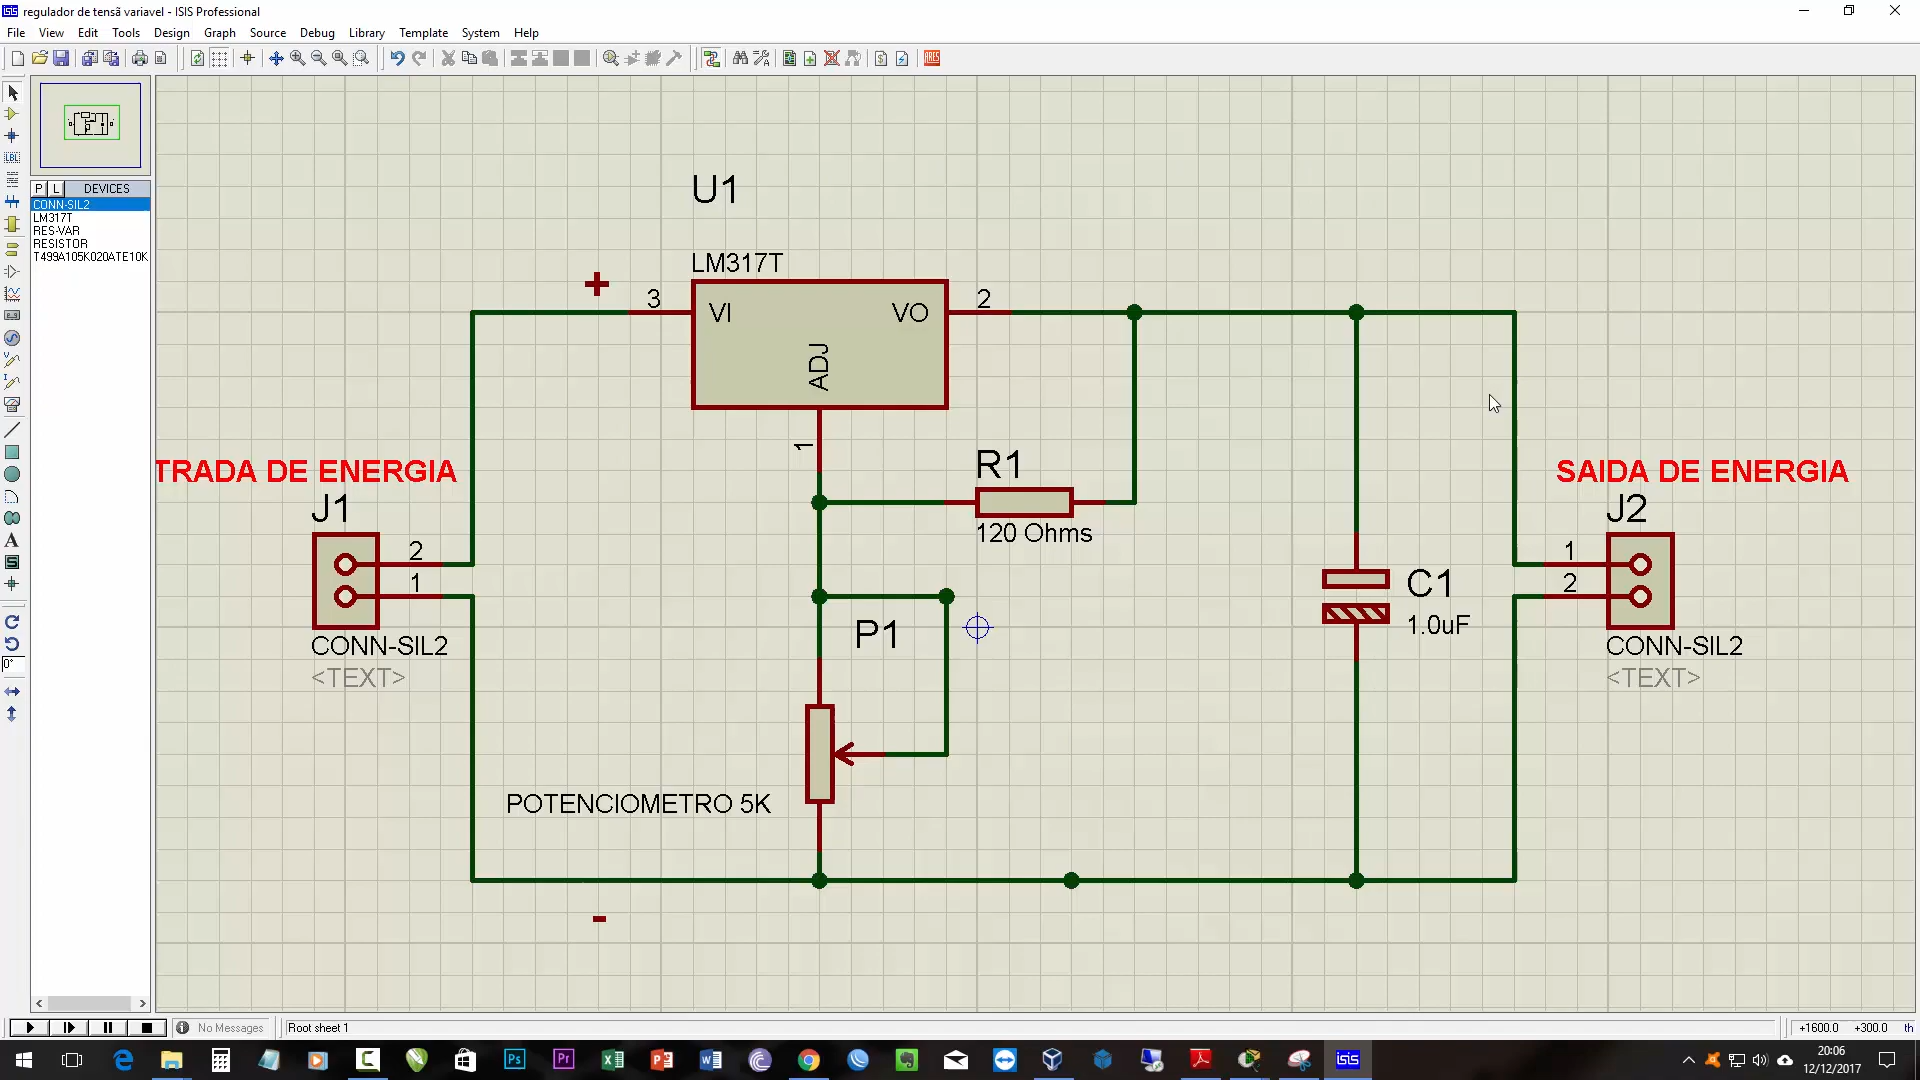 regulador de tensã variavel - ISIS Professional
File View Edit Tools Design Graph Source Debug Library Template System Help
P L DEVICES
CONN-SIL2
LM317T
RES-VAR
RESISTOR
T499A105K020ATE10K
LBL
A
0°
U1
LM317T
+
3
VI
VO
2
ADJ
1
TRADA DE ENERGIA
J1
2
1
CONN-SIL2
<TEXT>
R1
120 Ohms
P1
POTENCIOMETRO 5K
-
C1
1.0uF
SAIDA DE ENERGIA
J2
1
2
CONN-SIL2
<TEXT>
No Messages
Root sheet 1
+1600.0 +300.0 th
20:06
12/12/2017